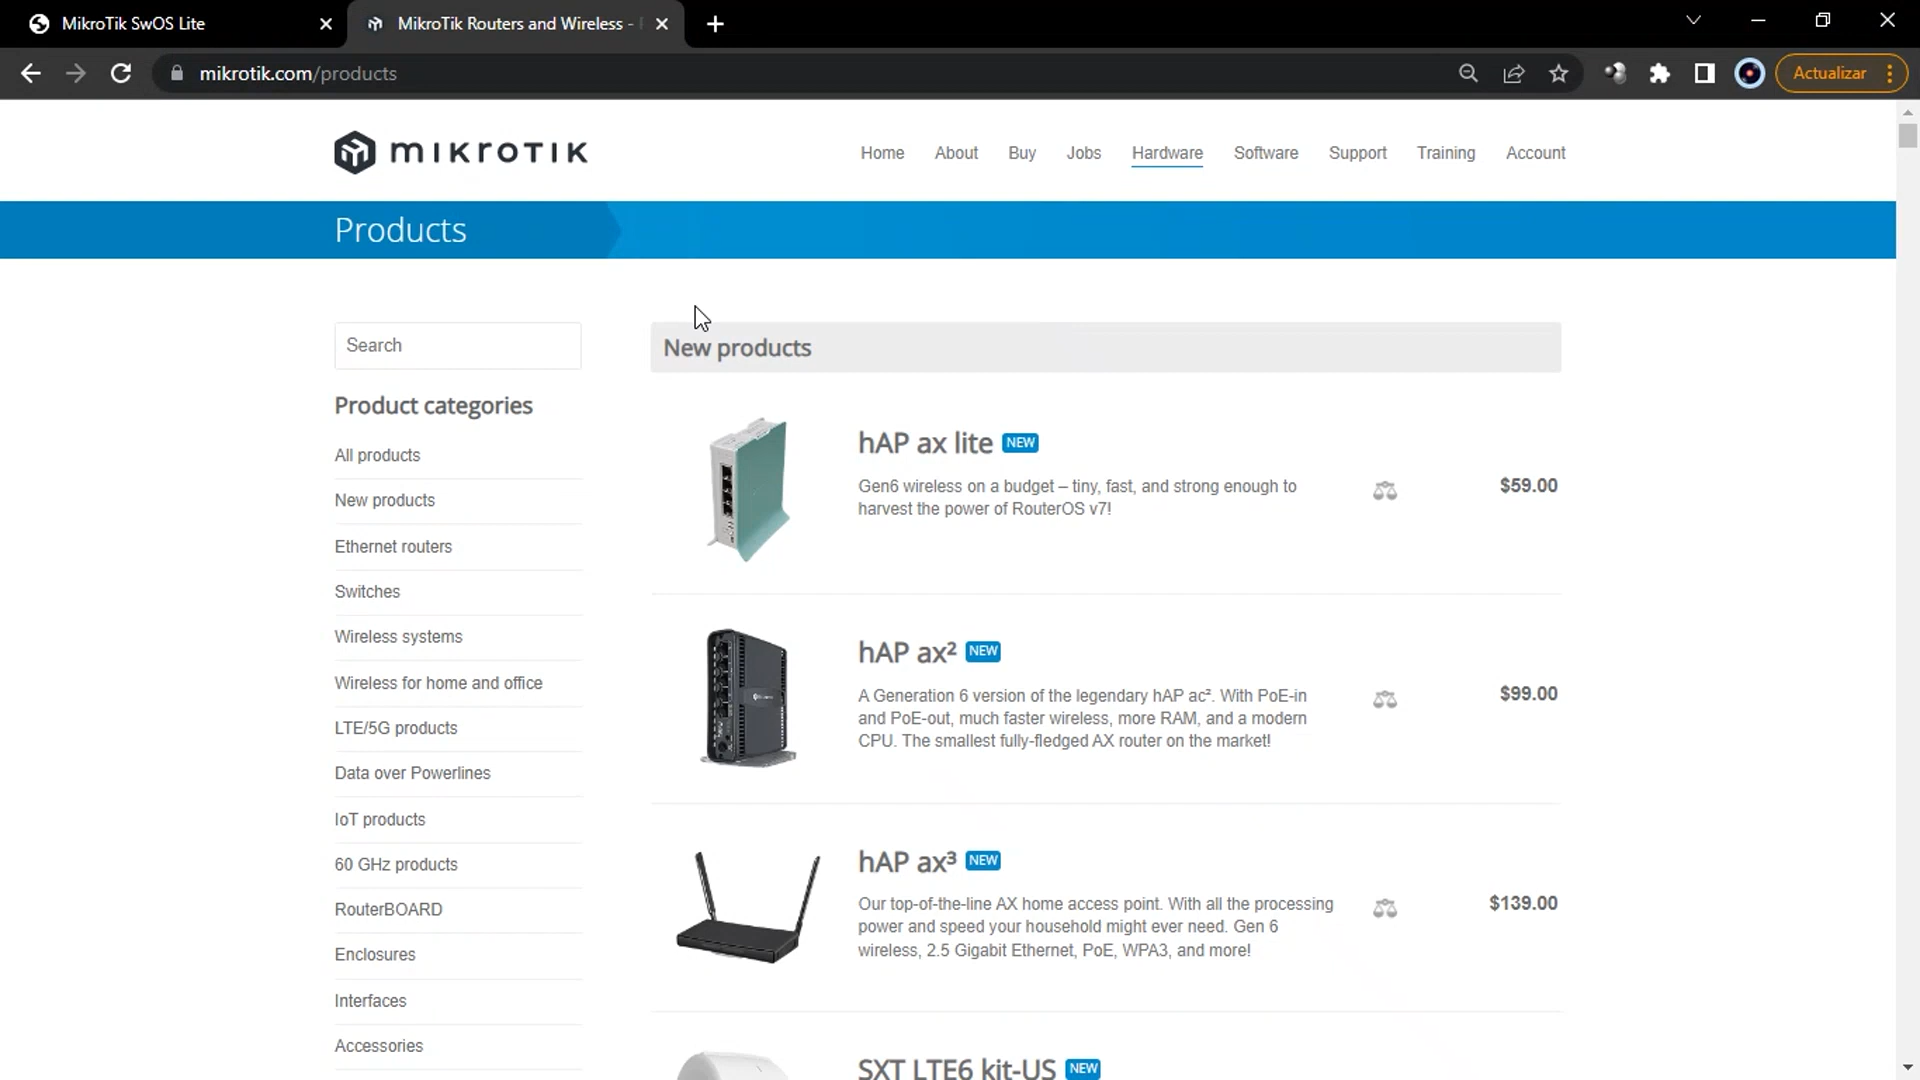 MikroTik SwOS Lite
MikroTik Routers and Wireless -
mikrotik.com/products
Actualizar
MIKROTIK
Home About Buy Jobs Hardware Software Support Training Account
Products
Search
Product categories
All products
New products
Ethernet routers
Switches
Wireless systems
Wireless for home and office
LTE/5G products
Data over Powerlines
IoT products
60 GHz products
RouterBOARD
Enclosures
Interfaces
Accessories
New products
hAP ax lite NEW
Gen6 wireless on a budget – tiny, fast, and strong enough to
harvest the power of RouterOS v7!
$59.00
hAP ax² NEW
A Generation 6 version of the legendary hAP ac². With PoE-in
and PoE-out, much faster wireless, more RAM, and a modern
CPU. The smallest fully-fledged AX router on the market!
$99.00
hAP ax³ NEW
Our top-of-the-line AX home access point. With all the processing
power and speed your household might ever need. Gen 6
wireless, 2.5 Gigabit Ethernet, PoE, WPA3, and more!
$139.00
SXT LTE6 kit-US NEW